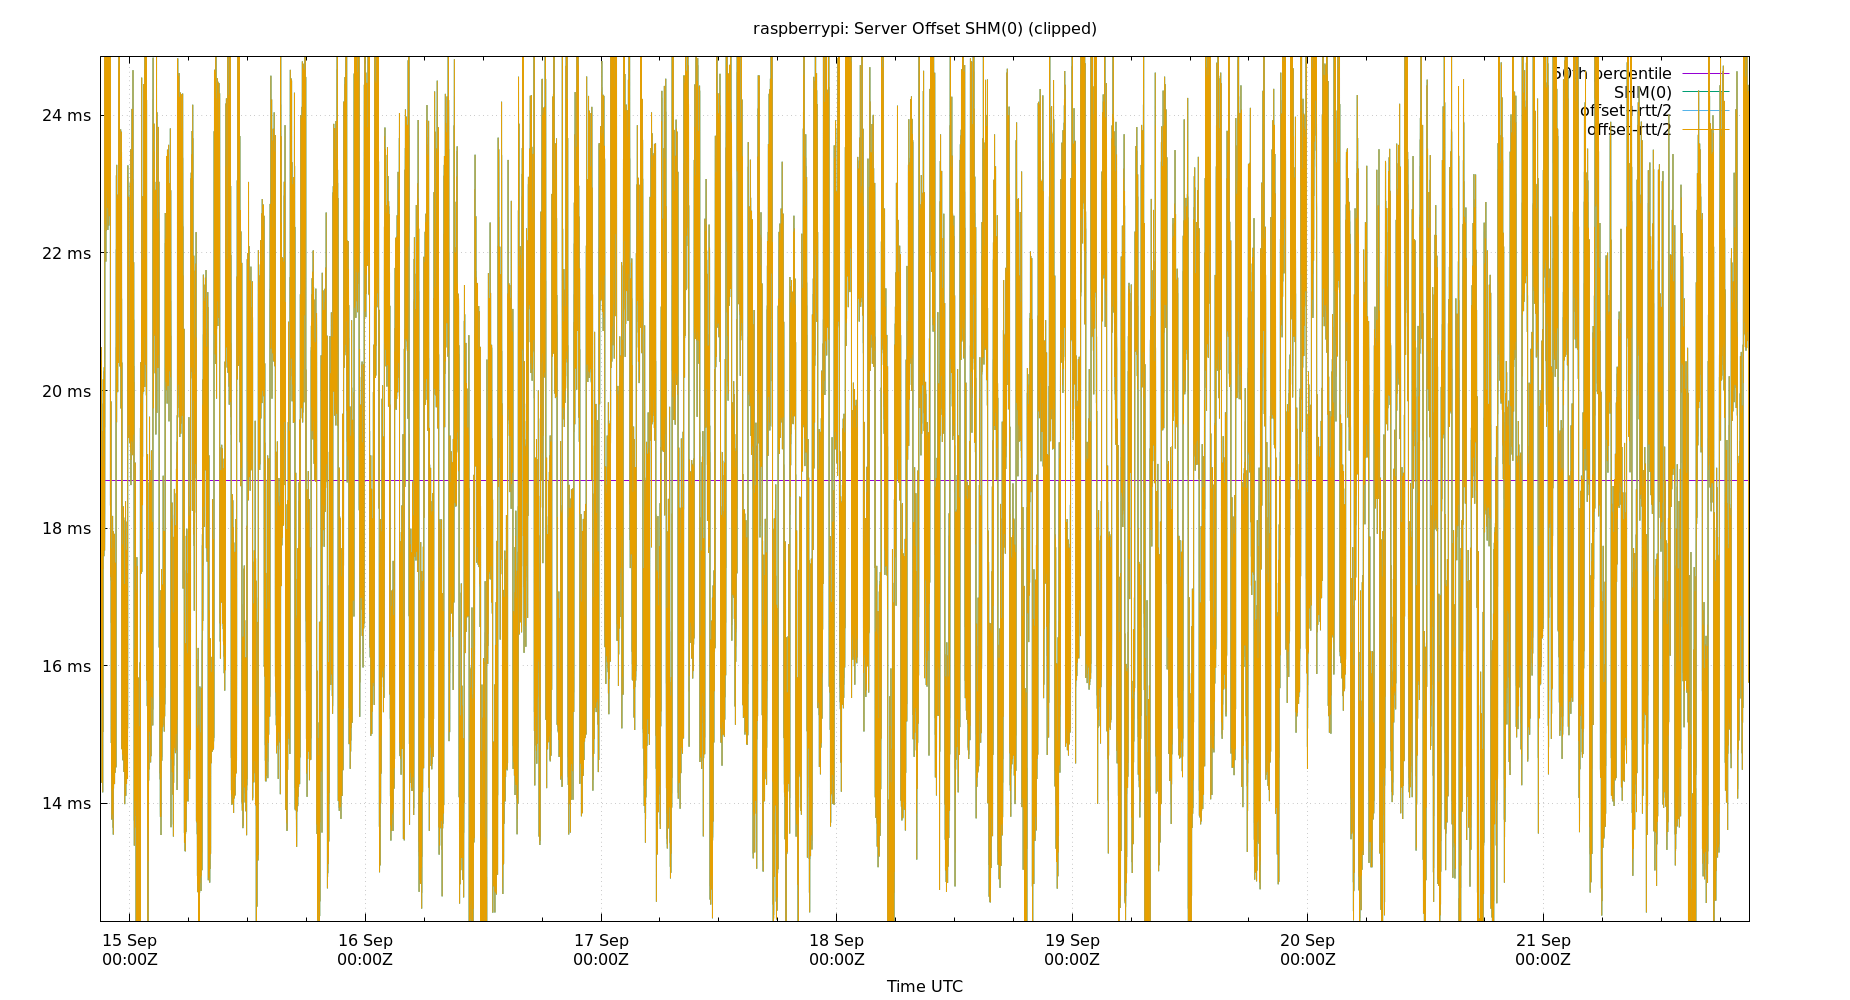 raspberrypi: Server Offset SHM(0) (clipped)
50th percentile
SHM(0)
offset+rtt/2
offset-rtt/2
24 ms
22 ms
20 ms
18 ms
16 ms
14 ms
15 Sep
00:00Z
16 Sep
00:00Z
17 Sep
00:00Z
18 Sep
00:00Z
19 Sep
00:00Z
20 Sep
00:00Z
21 Sep
00:00Z
Time UTC